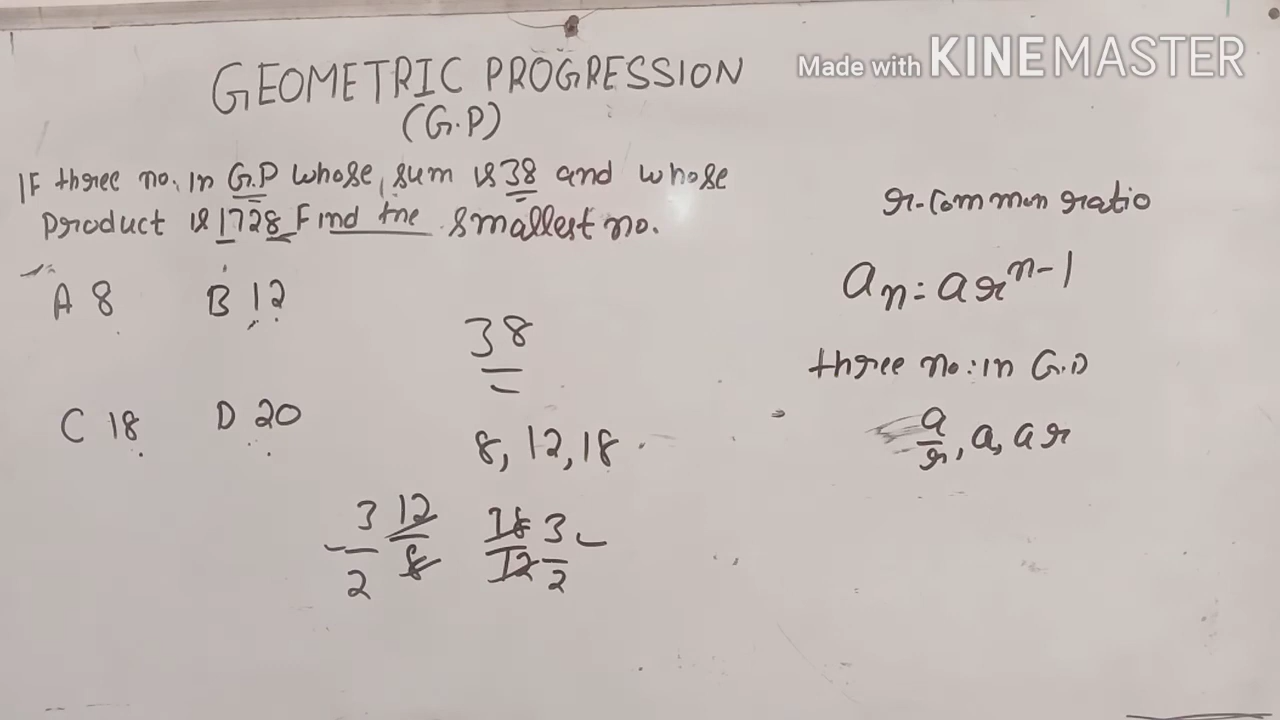 GEOMETRIC PROGRESSION
(G.P)
Made with KINEMASTER
IF three no. in G.P whose sum is 38 and whose
product is 1728 Find the smallest no.
A 8 B 12
C 18 D 20
38
8, 12, 18
3/2 12/8 18/12 3/2
r-common ratio
aₙ = arⁿ⁻¹
three no: in G.P
a/r, a, ar